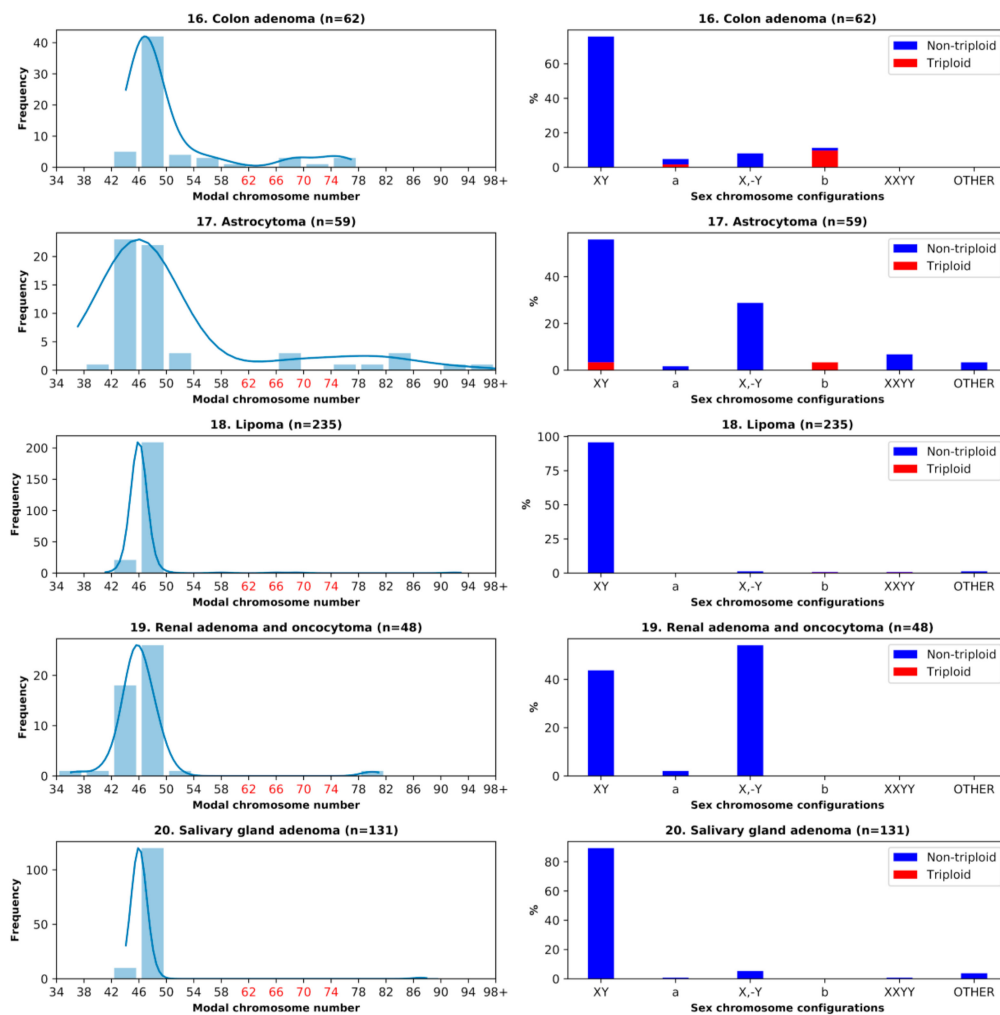 16. Colon adenoma (n=62)
Frequency
40
30
20
10
0
34 38 42 46 50 54 58 62 66 70 74 78 82 86 90 94 98+
Modal chromosome number
16. Colon adenoma (n=62)
%
60
40
20
0
Non-triploid
Triploid
XY a X,-Y b XXYY OTHER
Sex chromosome configurations
17. Astrocytoma (n=59)
Frequency
20
15
10
5
0
34 38 42 46 50 54 58 62 66 70 74 78 82 86 90 94 98+
Modal chromosome number
17. Astrocytoma (n=59)
%
40
20
0
Non-triploid
Triploid
XY a X,-Y b XXYY OTHER
Sex chromosome configurations
18. Lipoma (n=235)
Frequency
200
150
100
50
0
34 38 42 46 50 54 58 62 66 70 74 78 82 86 90 94 98+
Modal chromosome number
18. Lipoma (n=235)
%
100
75
50
25
0
Non-triploid
Triploid
XY a X,-Y b XXYY OTHER
Sex chromosome configurations
19. Renal adenoma and oncocytoma (n=48)
Frequency
20
10
0
34 38 42 46 50 54 58 62 66 70 74 78 82 86 90 94 98+
Modal chromosome number
19. Renal adenoma and oncocytoma (n=48)
%
40
20
0
Non-triploid
Triploid
XY a X,-Y b XXYY OTHER
Sex chromosome configurations
20. Salivary gland adenoma (n=131)
Frequency
100
50
0
34 38 42 46 50 54 58 62 66 70 74 78 82 86 90 94 98+
Modal chromosome number
20. Salivary gland adenoma (n=131)
%
80
60
40
20
0
Non-triploid
Triploid
XY a X,-Y b XXYY OTHER
Sex chromosome configurations